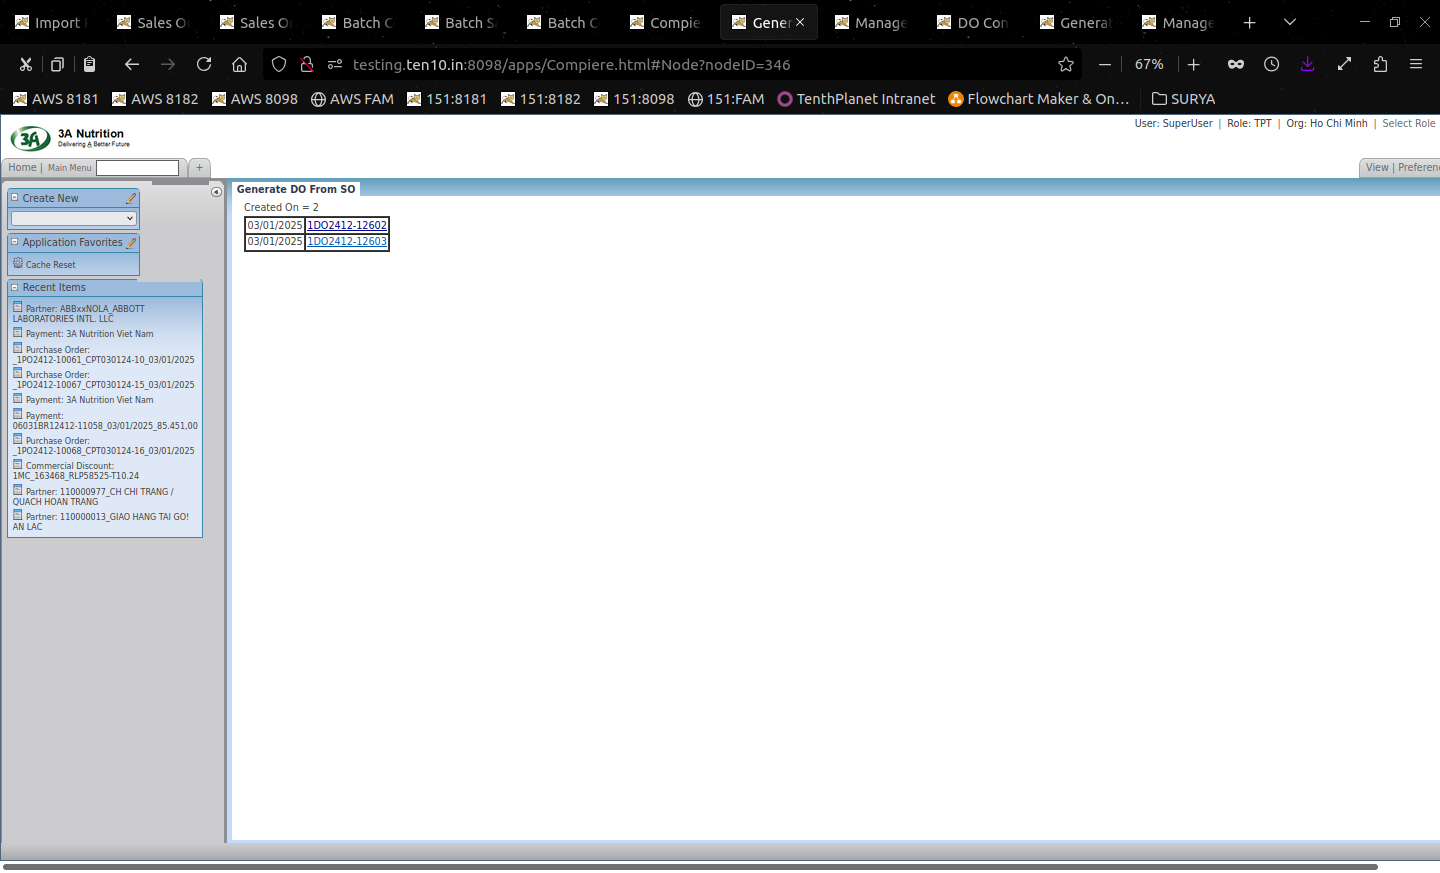 Import Sales O Sales O Batch C Batch S Batch C Compie Gener Manage DO Con Genera Manage
testing.ten10.in:8098/apps/Compiere.html#Node?nodeID=346 67%
AWS 8181 AWS 8182 AWS 8098 AWS FAM 151:8181 151:8182 151:8098 151:FAM TenthPlanet Intranet Flowchart Maker & On… SURYA
User: SuperUser | Role: TPT | Org: Ho Chi Minh | Select Role
3A 3A Nutrition
Delivering A Better Future
Home | Main Menu + View | Preferen
Generate DO From SO
Created On = 2
03/01/2025 1DO2412-12602
03/01/2025 1DO2412-12603
Create New
Application Favorites
Cache Reset
Recent Items
Partner: ABBxxNOLA_ABBOTT
LABORATORIES INTL. LLC
Payment: 3A Nutrition Viet Nam
Purchase Order:
_1PO2412-10061_CPT030124-10_03/01/2025
Purchase Order:
_1PO2412-10067_CPT030124-15_03/01/2025
Payment: 3A Nutrition Viet Nam
Payment:
06031BR12412-11058_03/01/2025_85.451,00
Purchase Order:
_1PO2412-10068_CPT030124-16_03/01/2025
Commercial Discount:
1MC_163468_RLP58525-T10.24
Partner: 110000977_CH CHI TRANG /
QUACH HOAN TRANG
Partner: 110000013_GIAO HANG TAI GO!
AN LAC